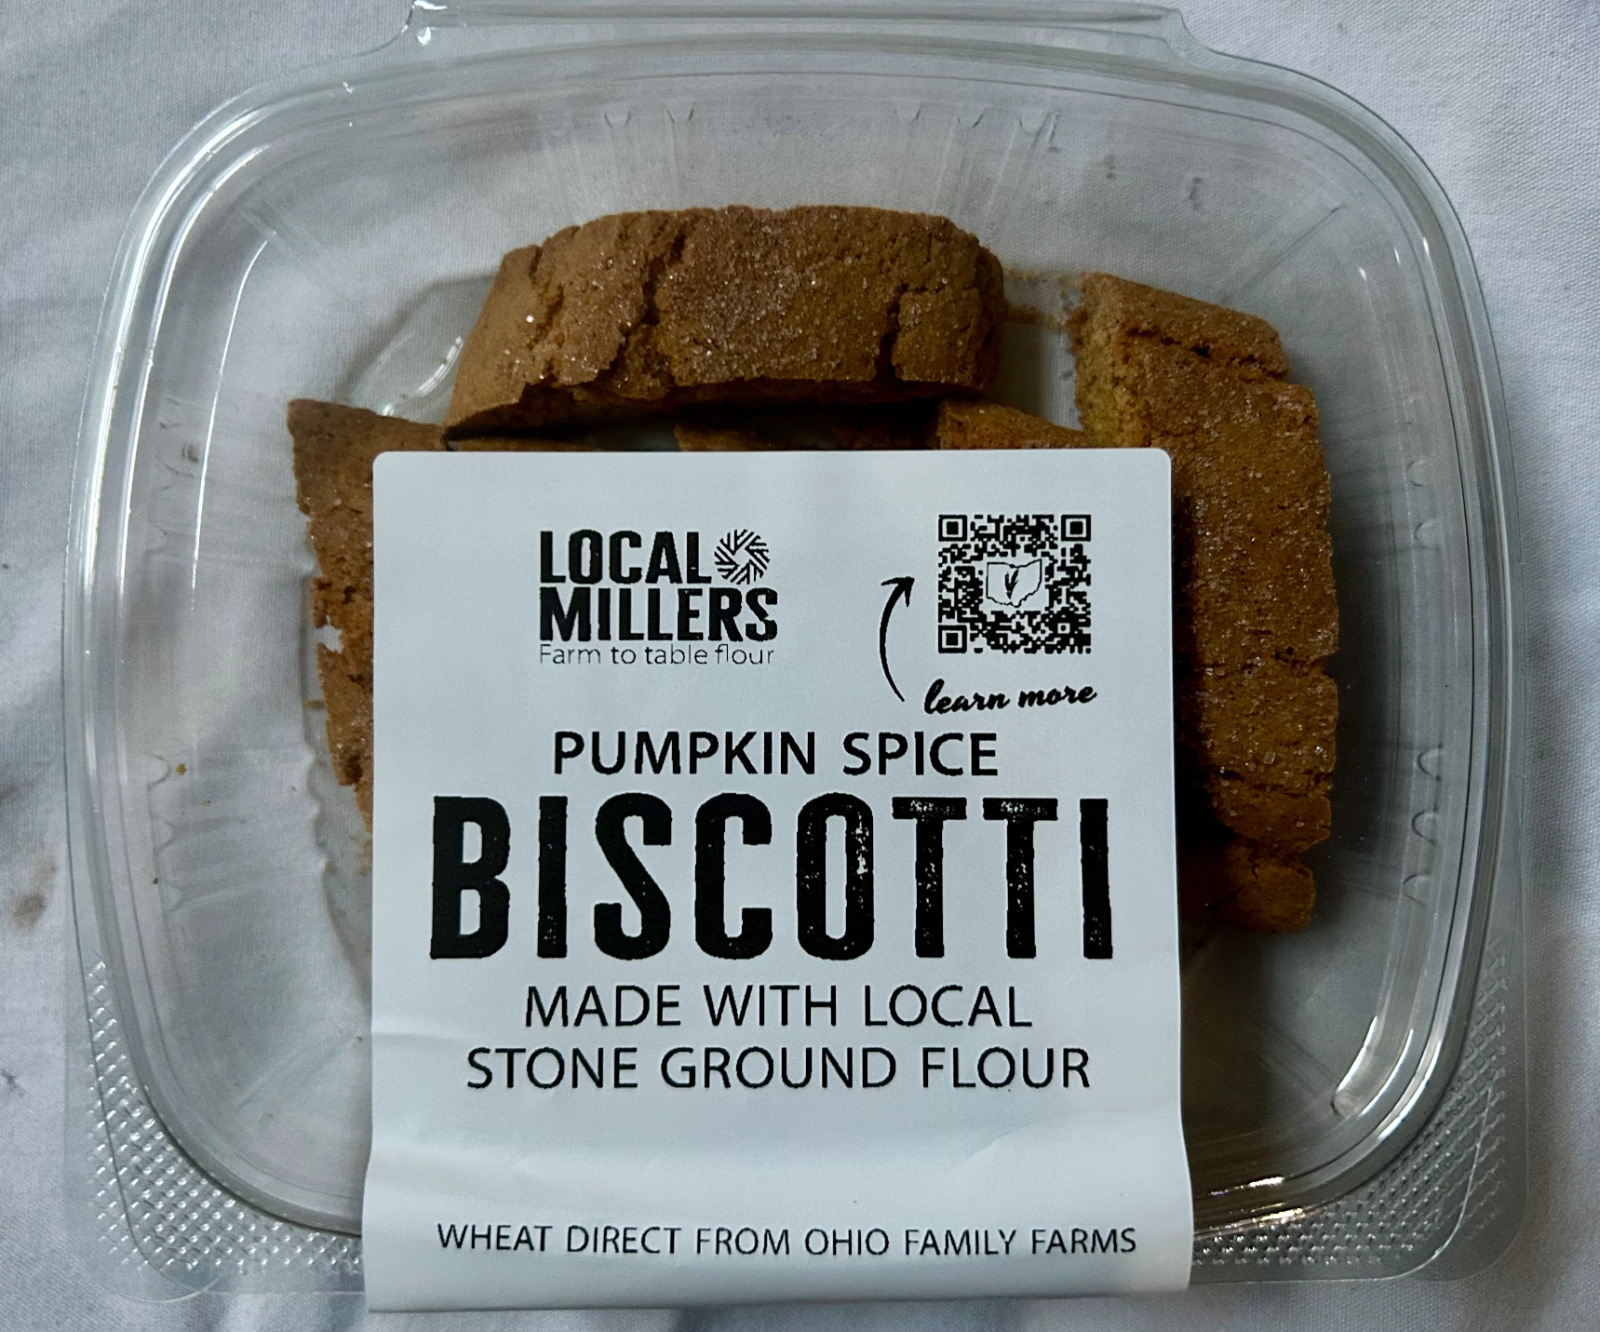 LOCAL
MILLERS
Farm to table flour
learn more
PUMPKIN SPICE
BISCOTTI
MADE WITH LOCAL
STONE GROUND FLOUR
WHEAT DIRECT FROM OHIO FAMILY FARMS